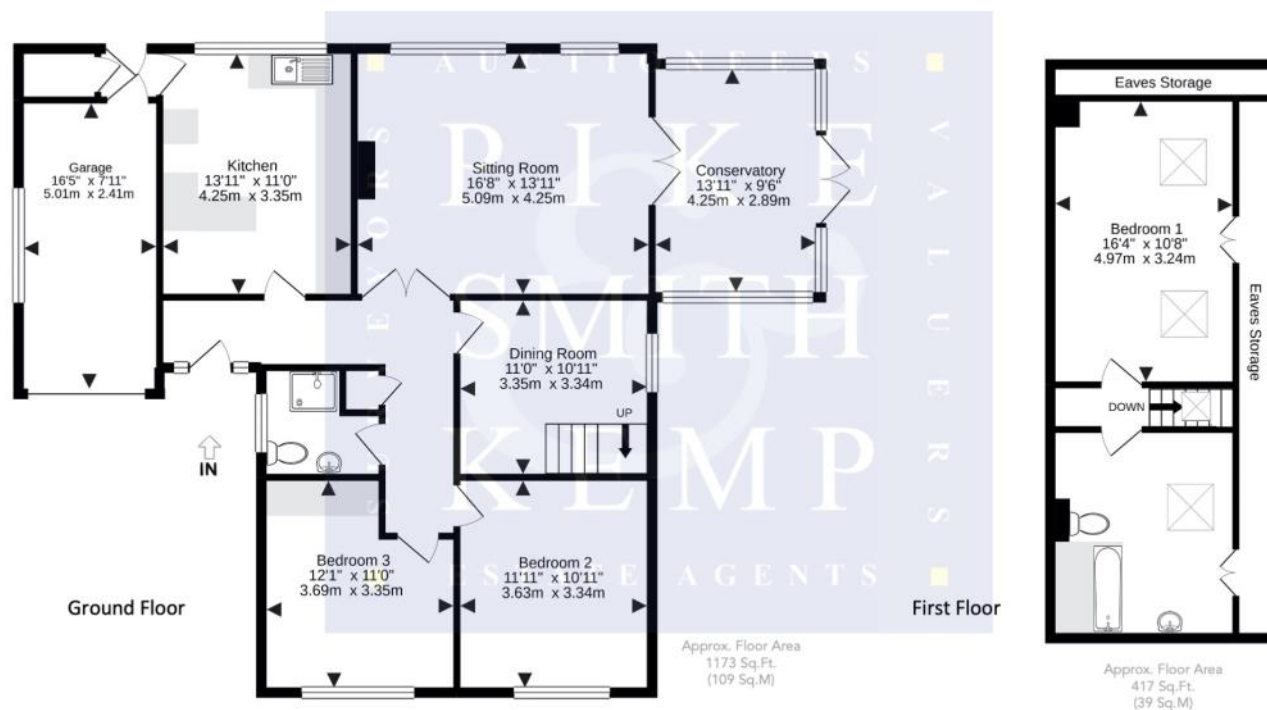 AUCTIONEERS
SURVEYORS
VALUERS
PIKE
SMITH
KEMP
ESTATE AGENTS
Garage
16'5" x 7'11"
5.01m x 2.41m
Kitchen
13'11" x 11'0"
4.25m x 3.35m
Sitting Room
16'8" x 13'11"
5.09m x 4.25m
Conservatory
13'11" x 9'6"
4.25m x 2.89m
Dining Room
11'0" x 10'11"
3.35m x 3.34m
UP
IN
Bedroom 3
12'1" x 11'0"
3.69m x 3.35m
Bedroom 2
11'11" x 10'11"
3.63m x 3.34m
Ground Floor
Approx. Floor Area
1173 Sq.Ft.
(109 Sq.M)
First Floor
Eaves Storage
Bedroom 1
16'4" x 10'8"
4.97m x 3.24m
Eaves Storage
DOWN
Approx. Floor Area
417 Sq.Ft.
(39 Sq.M)